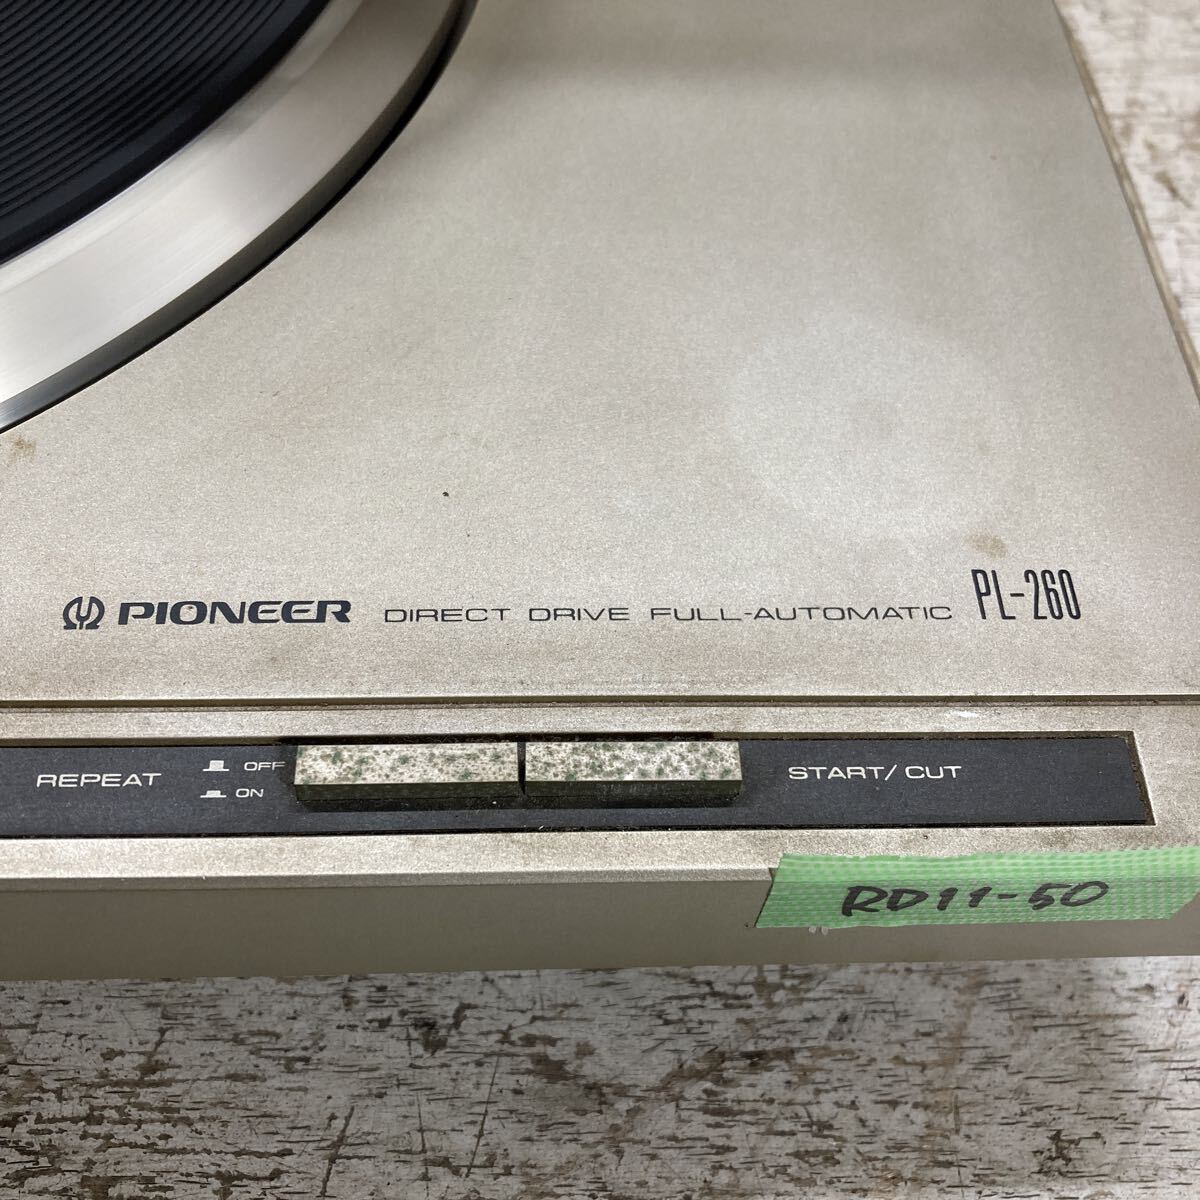 PIONEER DIRECT DRIVE FULL-AUTOMATIC PL-260
REPEAT OFF
ON
START/CUT
RD11-50